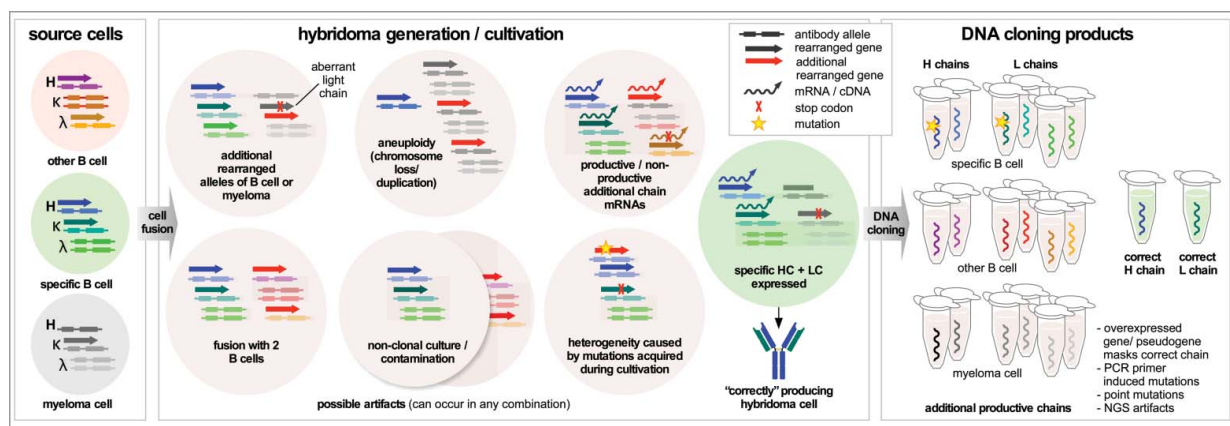 source cells
H
κ
λ
other B cell
H
κ
λ
specific B cell
H
κ
λ
myeloma cell
cell
fusion
hybridoma generation / cultivation
aberrant
light
chain
additional
rearranged
alleles of B cell or
myeloma
aneuploidy
(chromosome
loss/
duplication)
productive / non-
productive
additional chain
mRNAs
antibody allele
rearranged gene
additional
rearranged gene
mRNA / cDNA
stop codon
mutation
fusion with 2
B cells
non-clonal culture /
contamination
heterogeneity caused
by mutations acquired
during cultivation
possible artifacts (can occur in any combination)
specific HC + LC
expressed
"correctly" producing
hybridoma cell
DNA
cloning
DNA cloning products
H chains
L chains
specific B cell
other B cell
myeloma cell
additional productive chains
correct
H chain
correct
L chain
- overexpressed
gene/ pseudogene
masks correct chain
- PCR primer
induced mutations
- point mutations
- NGS artifacts